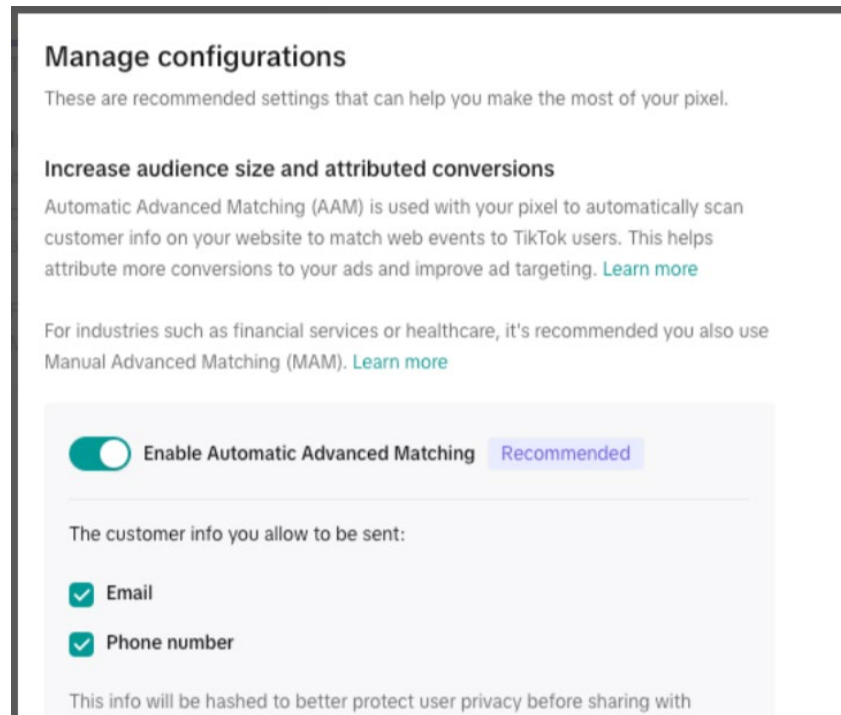 Manage configurations
These are recommended settings that can help you make the most of your pixel.
Increase audience size and attributed conversions
Automatic Advanced Matching (AAM) is used with your pixel to automatically scan
customer info on your website to match web events to TikTok users. This helps
attribute more conversions to your ads and improve ad targeting. Learn more
For industries such as financial services or healthcare, it's recommended you also use
Manual Advanced Matching (MAM). Learn more
Enable Automatic Advanced Matching Recommended
The customer info you allow to be sent:
Email
Phone number
This info will be hashed to better protect user privacy before sharing with